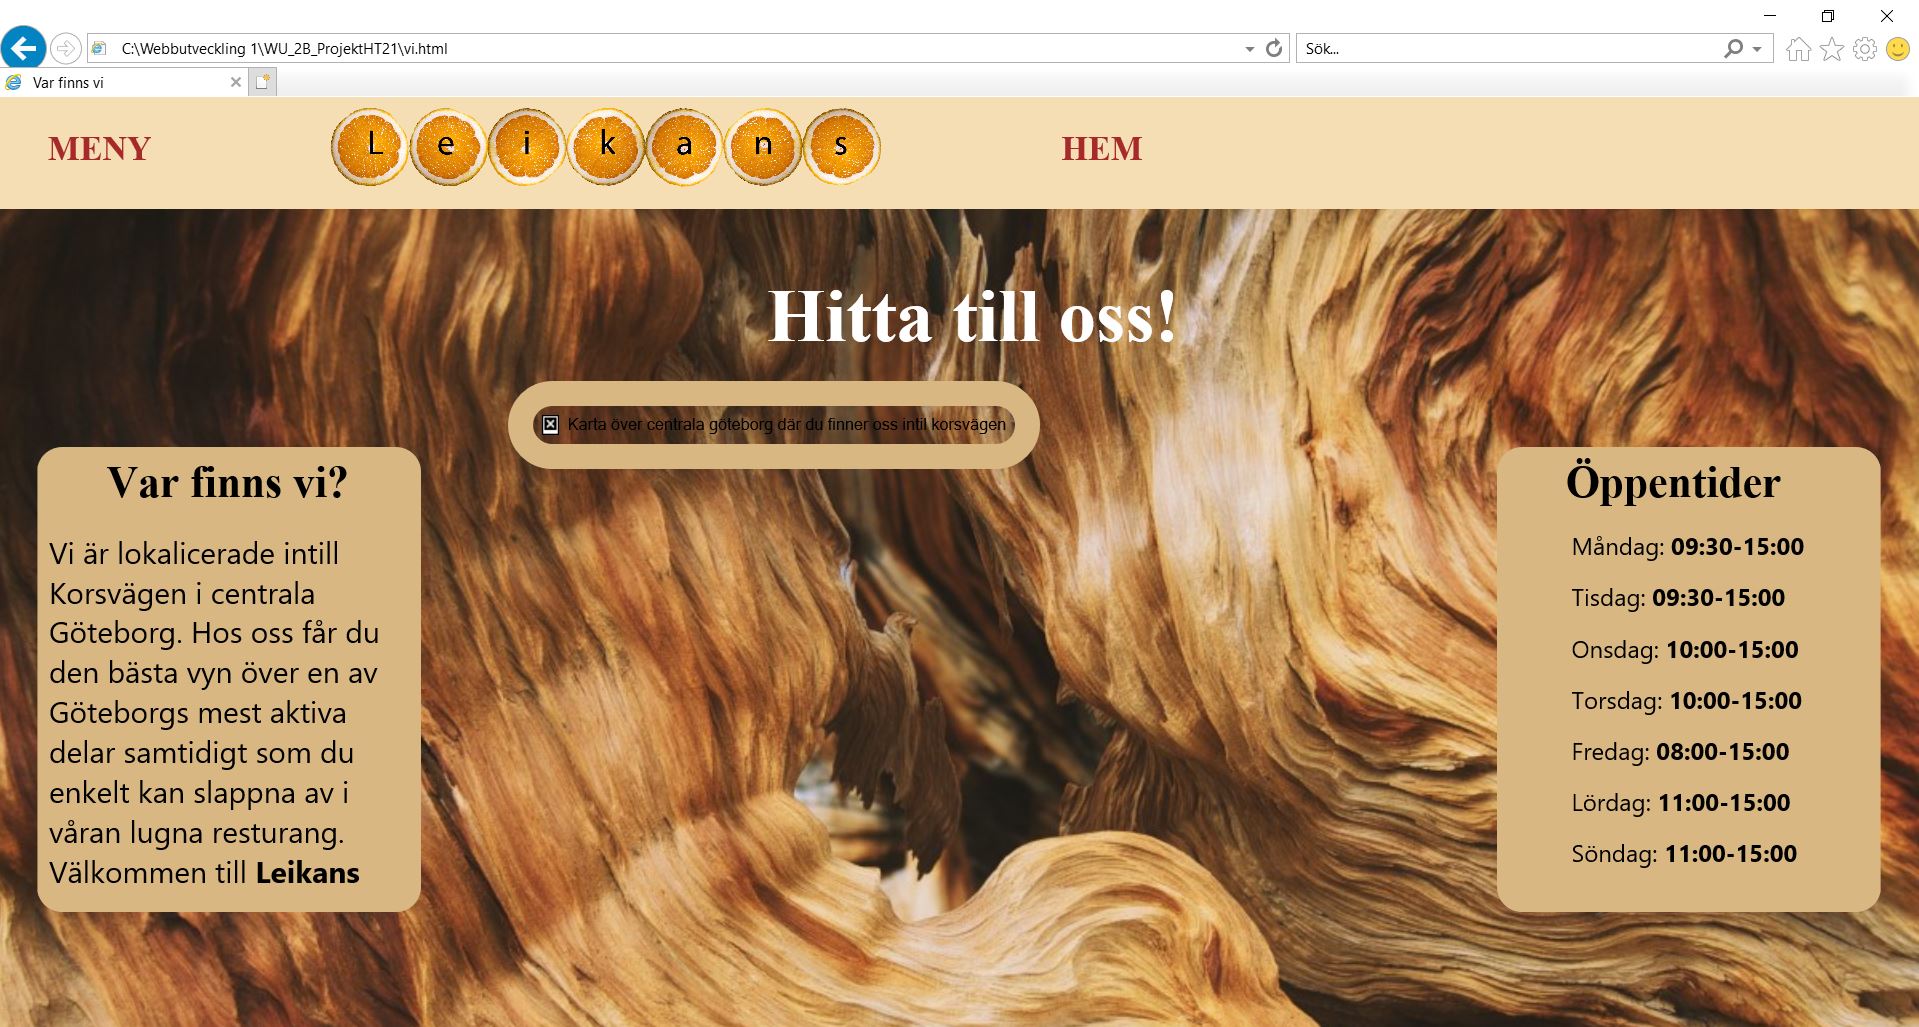 C:\Webbutveckling 1\WU_2B_ProjektHT21\vi.html
Sök...
Var finns vi
MENY
Leikans
HEM
Hitta till oss!
Karta över centrala göteborg där du finner oss intil korsvägen
Var finns vi?
Vi är lokalicerade intill
Korsvägen i centrala
Göteborg. Hos oss får du
den bästa vyn över en av
Göteborgs mest aktiva
delar samtidigt som du
enkelt kan slappna av i
våran lugna resturang.
Välkommen till Leikans
Öppentider
Måndag: 09:30-15:00
Tisdag: 09:30-15:00
Onsdag: 10:00-15:00
Torsdag: 10:00-15:00
Fredag: 08:00-15:00
Lördag: 11:00-15:00
Söndag: 11:00-15:00